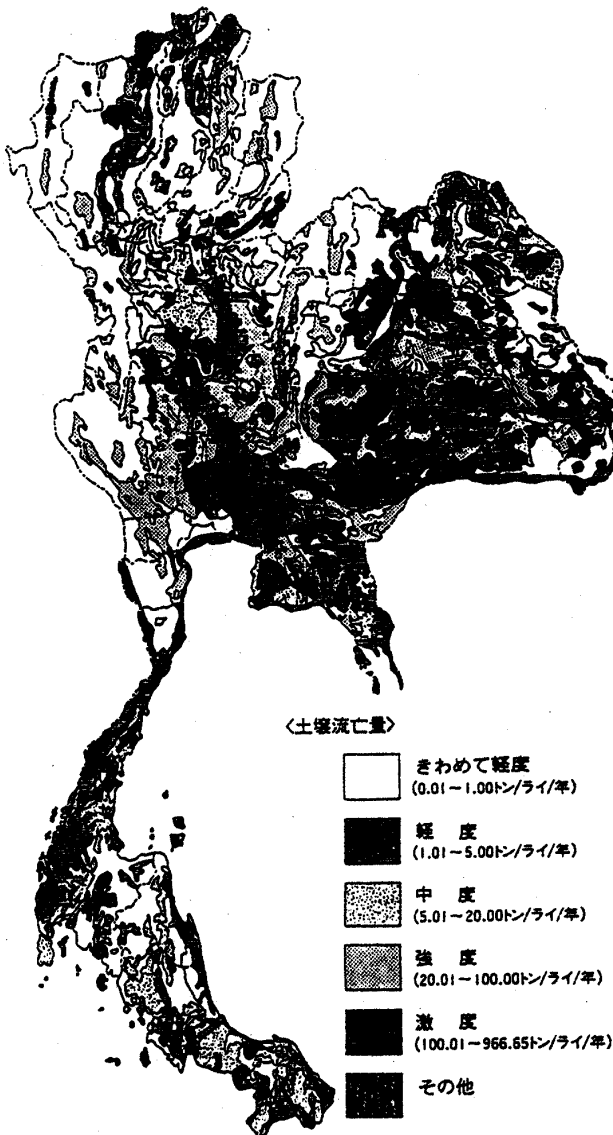 〈土壌流亡量〉
きわめて軽度
(0.01~1.00トン/ライ/年)
軽 度
(1.01~5.00トン/ライ/年)
中 度
(5.01~20.00トン/ライ/年)
強 度
(20.01~100.00トン/ライ/年)
激 度
(100.01~966.65トン/ライ/年)
その他